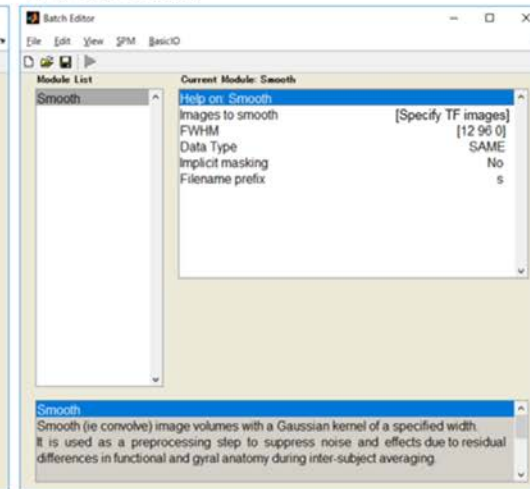 Batch Editor
File Edit View SPM BasicIO
Module List
Current Module: Smooth
Smooth
Help on: Smooth
Images to smooth [Specify TF images]
FWHM [12 96 0]
Data Type SAME
Implicit masking No
Filename prefix s
Smooth
Smooth (ie convolve) image volumes with a Gaussian kernel of a specified width.
It is used as a preprocessing step to suppress noise and effects due to residual
differences in functional and gyral anatomy during inter-subject averaging.